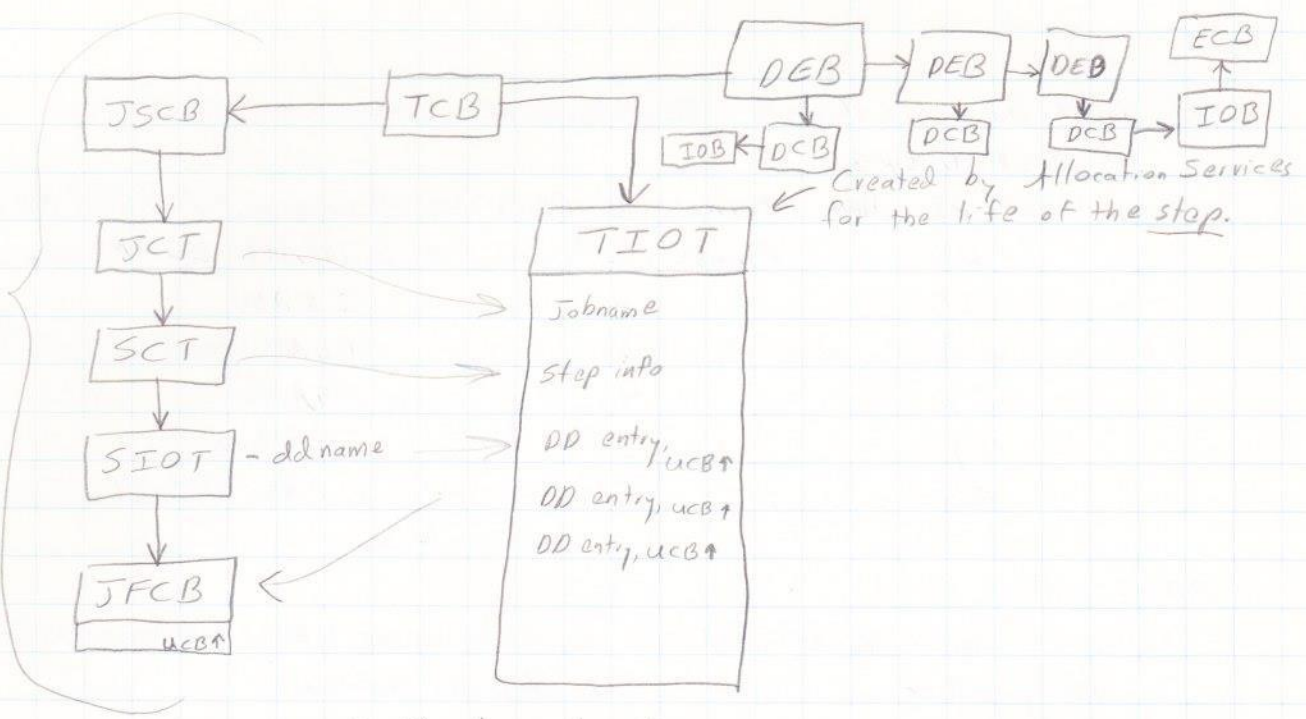 ECB
DEB
DEB
DEB
JSCB
TCB
IOB
DCB
DCB
DCB
IOB
Created by Allocation Services
for the life of the step.
TIOT
JCT
Jobname
SCT
Step info
SIOT - ddname
DD entry, UCB↑
DD entry, UCB↑
DD entry, UCB↑
JFCB
UCB↑